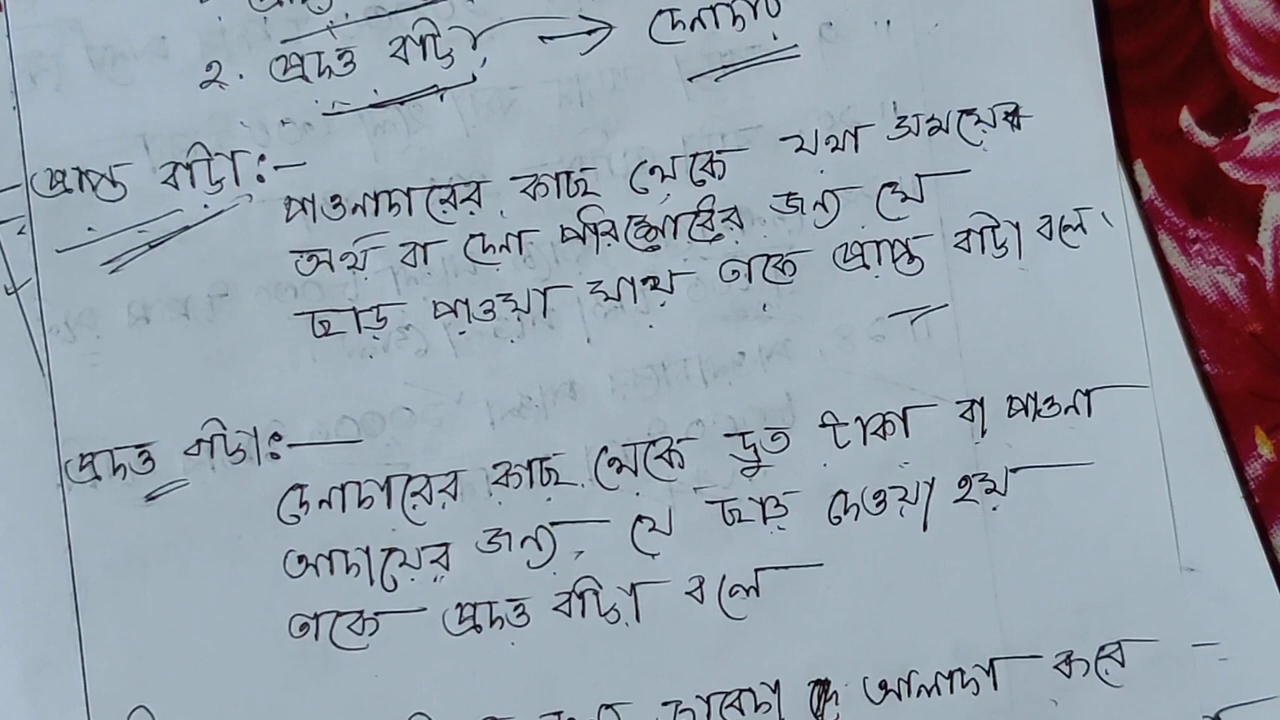 ২. প্রদত্ত বাট্টা → দেনাদার
প্রাপ্ত বাট্টা:-
পাওনাদারের কাছ থেকে যথা সময়ের
অর্থ বা দেনা পরিশোধের জন্য যে
ছাড় পাওয়া যায় তাকে প্রাপ্ত বাট্টা বলে।
প্রদত্ত বাট্টা:-
দেনাদারের কাছ থেকে দ্রুত টাকা বা পাওনা
আদায়ের জন্য, যে ছাড় দেওয়া হয়
তাকে প্রদত্ত বাট্টা বলে
আলাদা করে